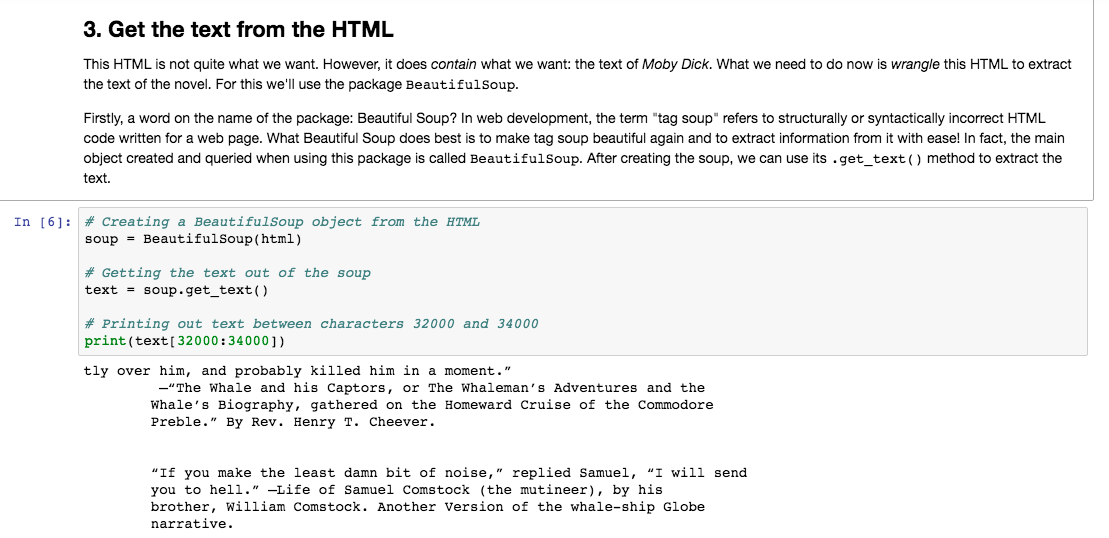 3. Get the text from the HTML
This HTML is not quite what we want. However, it does contain what we want: the text of Moby Dick. What we need to do now is wrangle this HTML to extract
the text of the novel. For this we'll use the package BeautifulSoup.
Firstly, a word on the name of the package: Beautiful Soup? In web development, the term "tag soup" refers to structurally or syntactically incorrect HTML
code written for a web page. What Beautiful Soup does best is to make tag soup beautiful again and to extract information from it with ease! In fact, the main
object created and queried when using this package is called BeautifulSoup. After creating the soup, we can use its .get_text() method to extract the
text.
In [6]: # Creating a BeautifulSoup object from the HTML
soup = BeautifulSoup(html)
# Getting the text out of the soup
text = soup.get_text()
# Printing out text between characters 32000 and 34000
print(text[32000:34000])
tly over him, and probably killed him in a moment.”
—“The Whale and his Captors, or The Whaleman’s Adventures and the
Whale’s Biography, gathered on the Homeward Cruise of the Commodore
Preble.” By Rev. Henry T. Cheever.
“If you make the least damn bit of noise,” replied Samuel, “I will send
you to hell.” —Life of Samuel Comstock (the mutineer), by his
brother, William Comstock. Another Version of the whale-ship Globe
narrative.